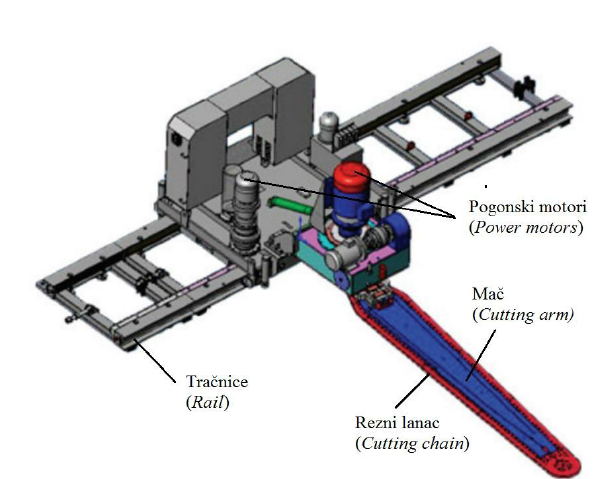 Pogonski motori
(Power motors)
Mač
(Cutting arm)
Tračnice
(Rail)
Rezni lanac
(Cutting chain)